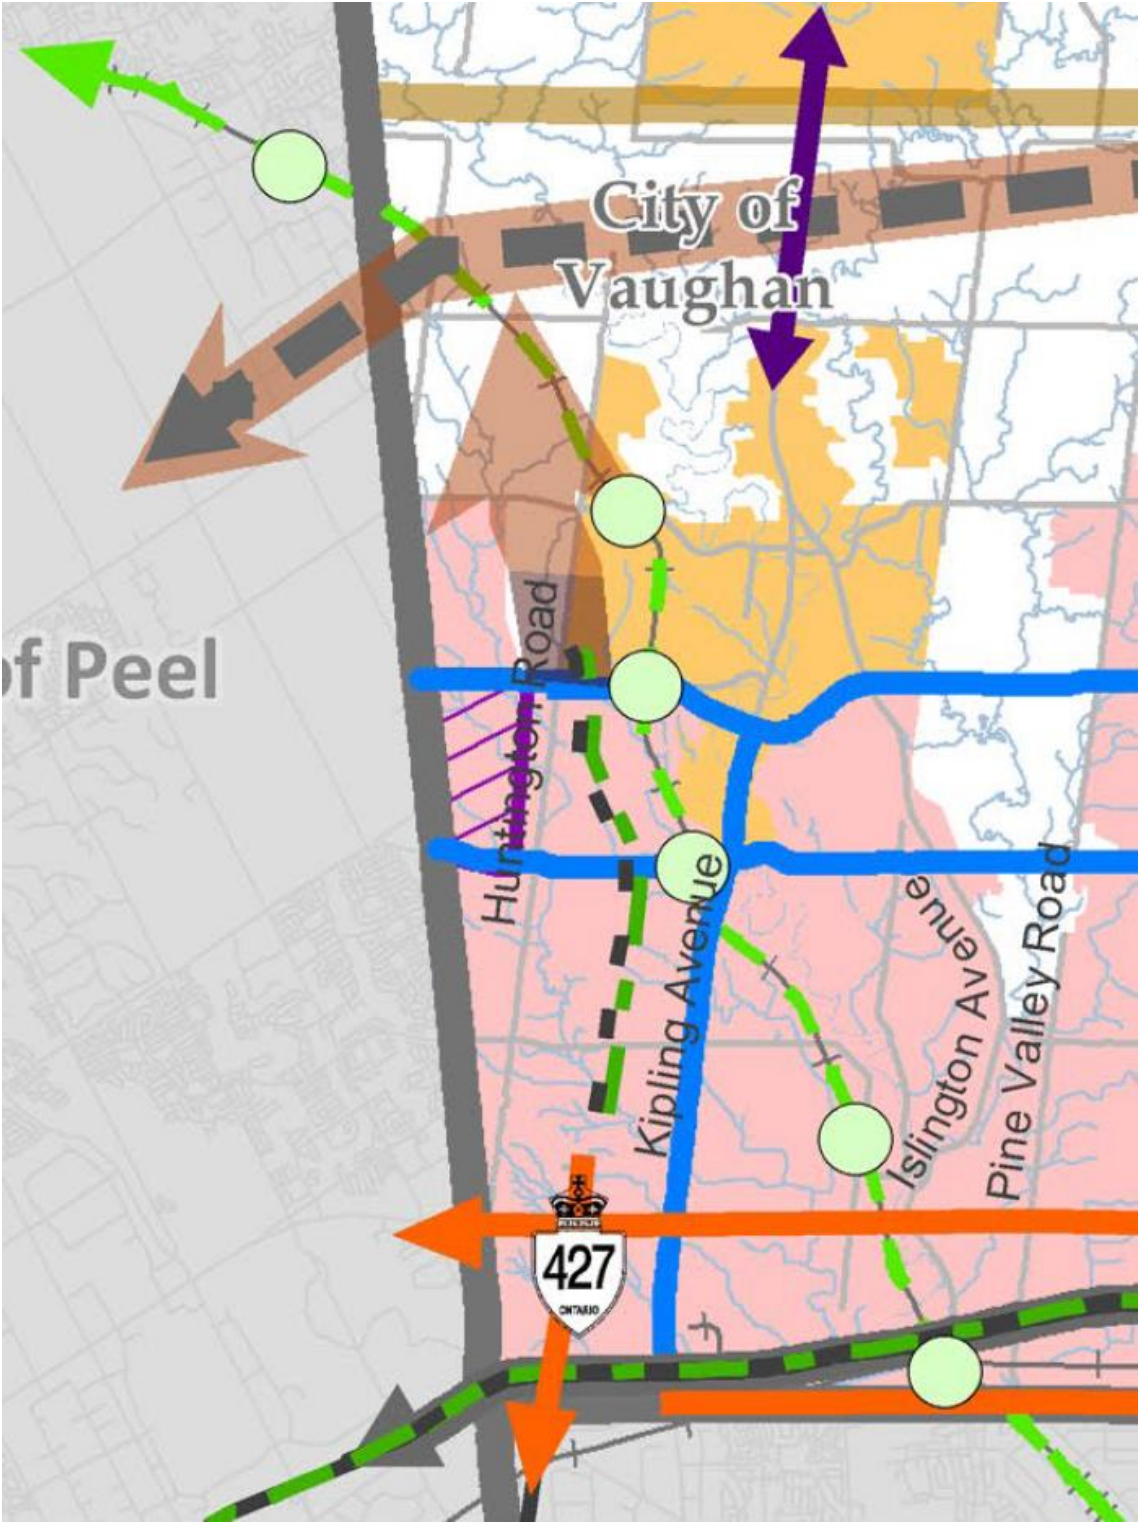 City of
Vaughan
of Peel
Huntington Road
Kipling Avenue
Islington Avenue
Pine Valley Road
427
ONTARIO